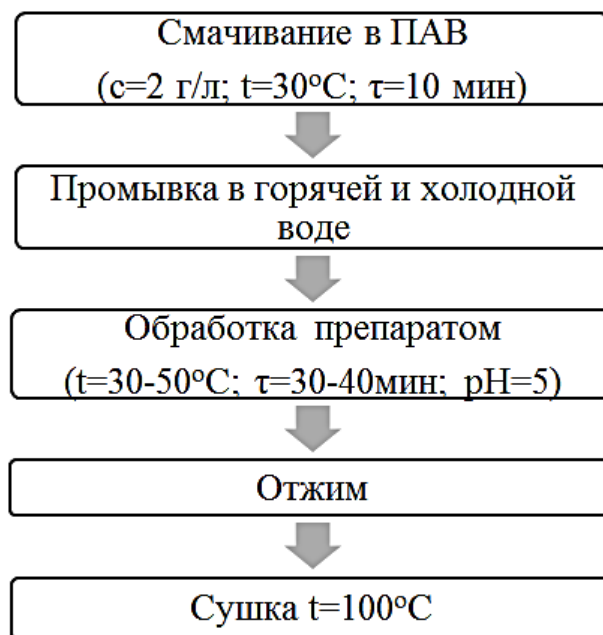 Смачивание в ПАВ
(с=2 г/л; t=30°C; τ=10 мин)
Промывка в горячей и холодной
воде
Обработка препаратом
(t=30-50°C; τ=30-40мин; pH=5)
Отжим
Сушка t=100°C